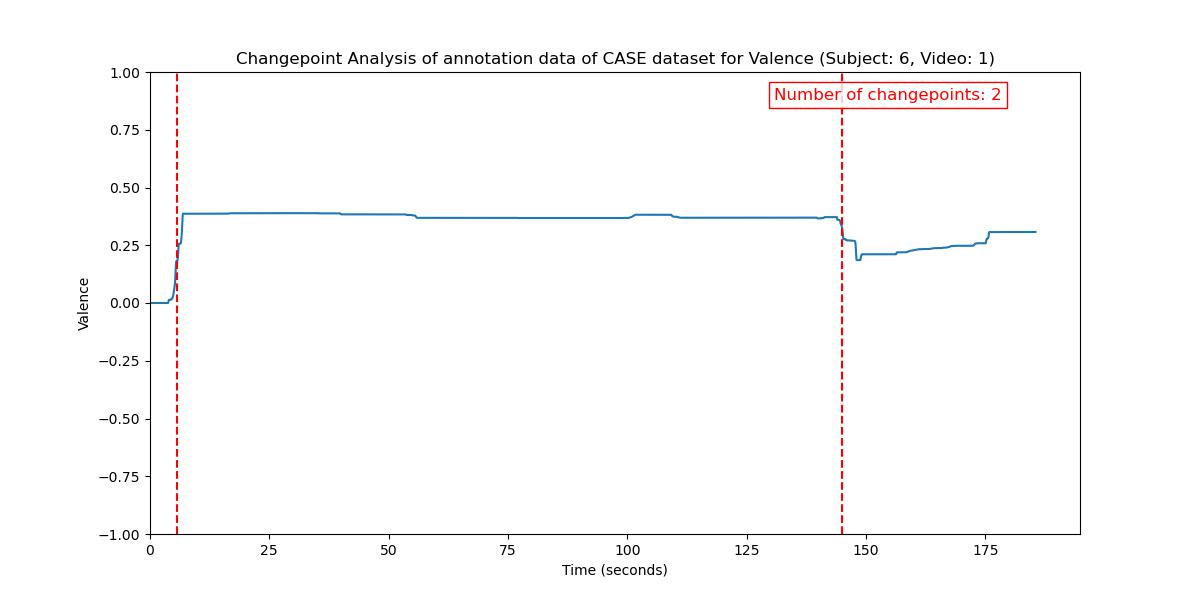 Changepoint Analysis of annotation data of CASE dataset for Valence (Subject: 6, Video: 1)
Number of changepoints: 2
1.00
0.75
0.50
0.25
0.00
−0.25
−0.50
−0.75
−1.00
Valence
0 25 50 75 100 125 150 175
Time (seconds)